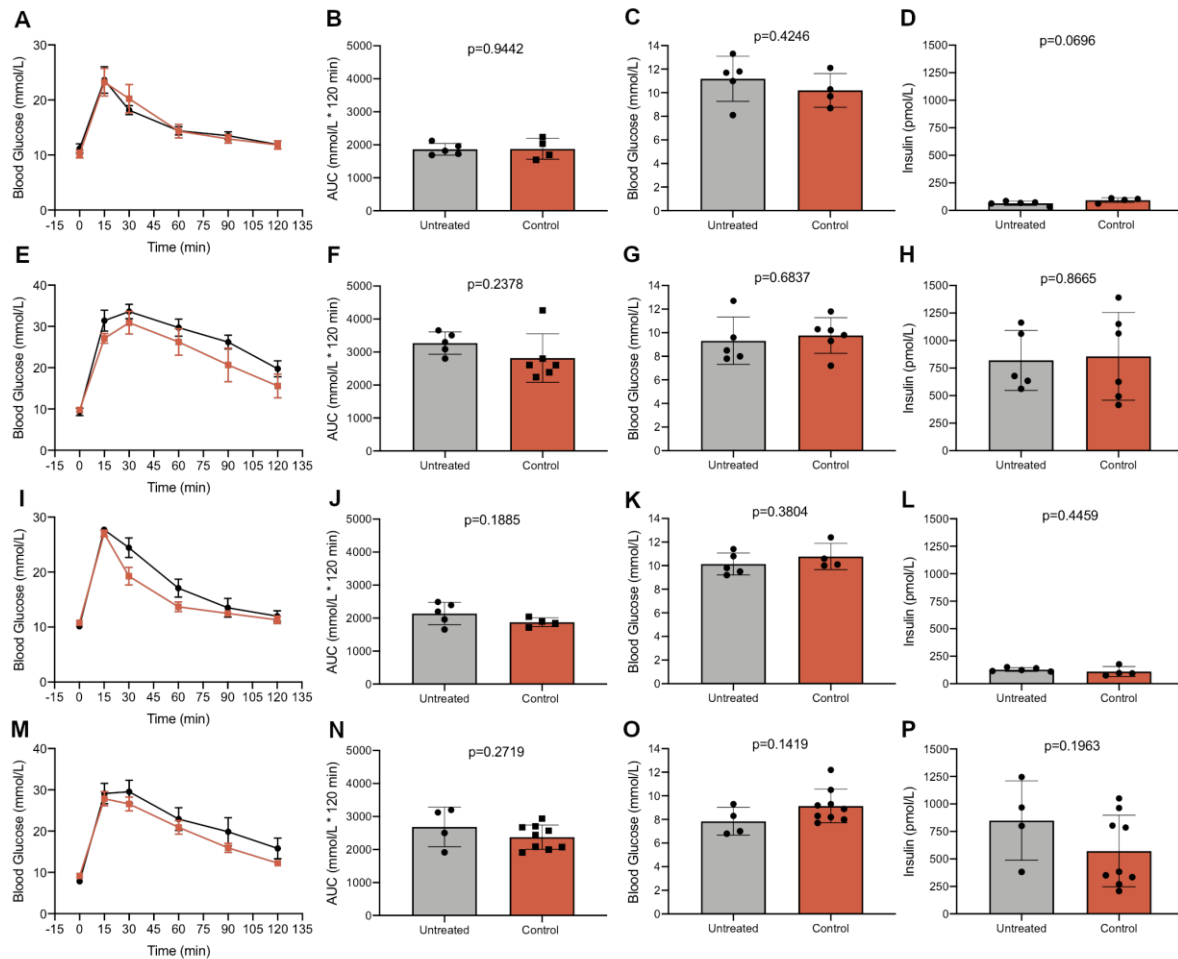 A
Blood Glucose (mmol/L)
30
20
10
0
-15 0 15 30 45 60 75 90 105 120 135
Time (min)
B
p=0.9442
AUC (mmol/L * 120 min)
5000
4000
3000
2000
1000
0
Untreated Control
C
p=0.4246
Blood Glucose (mmol/L)
14
12
10
8
6
4
2
0
Untreated Control
D
p=0.0696
Insulin (pmol/L)
1500
1250
1000
750
500
250
0
Untreated Control
E
Blood Glucose (mmol/L)
40
30
20
10
0
-15 0 15 30 45 60 75 90 105 120 135
Time (min)
F
p=0.2378
AUC (mmol/L * 120 min)
5000
4000
3000
2000
1000
0
Untreated Control
G
p=0.6837
Blood Glucose (mmol/L)
14
12
10
8
6
4
2
0
Untreated Control
H
p=0.8665
Insulin (pmol/L)
1500
1250
1000
750
500
250
0
Untreated Control
I
Blood Glucose (mmol/L)
30
20
10
0
-15 0 15 30 45 60 75 90 105 120 135
Time (min)
J
p=0.1885
AUC (mmol/L * 120 min)
5000
4000
3000
2000
1000
0
Untreated Control
K
p=0.3804
Blood Glucose (mmol/L)
14
12
10
8
6
4
2
0
Untreated Control
L
p=0.4459
Insulin (pmol/L)
1500
1250
1000
750
500
250
0
Untreated Control
M
Blood Glucose (mmol/L)
40
30
20
10
0
-15 0 15 30 45 60 75 90 105 120 135
Time (min)
N
p=0.2719
AUC (mmol/L * 120 min)
5000
4000
3000
2000
1000
0
Untreated Control
O
p=0.1419
Blood Glucose (mmol/L)
14
12
10
8
6
4
2
0
Untreated Control
P
p=0.1963
Insulin (pmol/L)
1500
1250
1000
750
500
250
0
Untreated Control